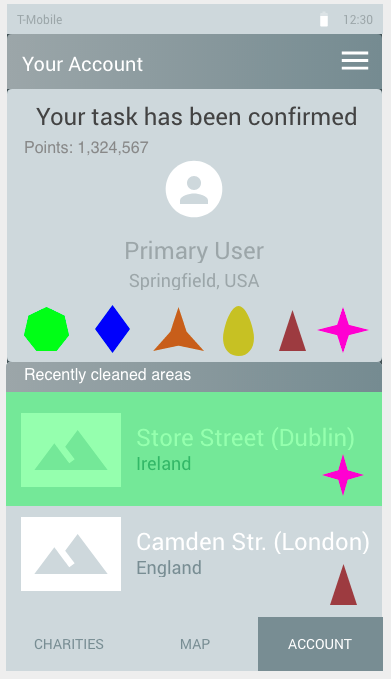 T-Mobile 12:30
Your Account
Your task has been confirmed
Points: 1,324,567
Primary User
Springfield, USA
Recently cleaned areas
Store Street (Dublin)
Ireland
Camden Str. (London)
England
CHARITIES MAP ACCOUNT